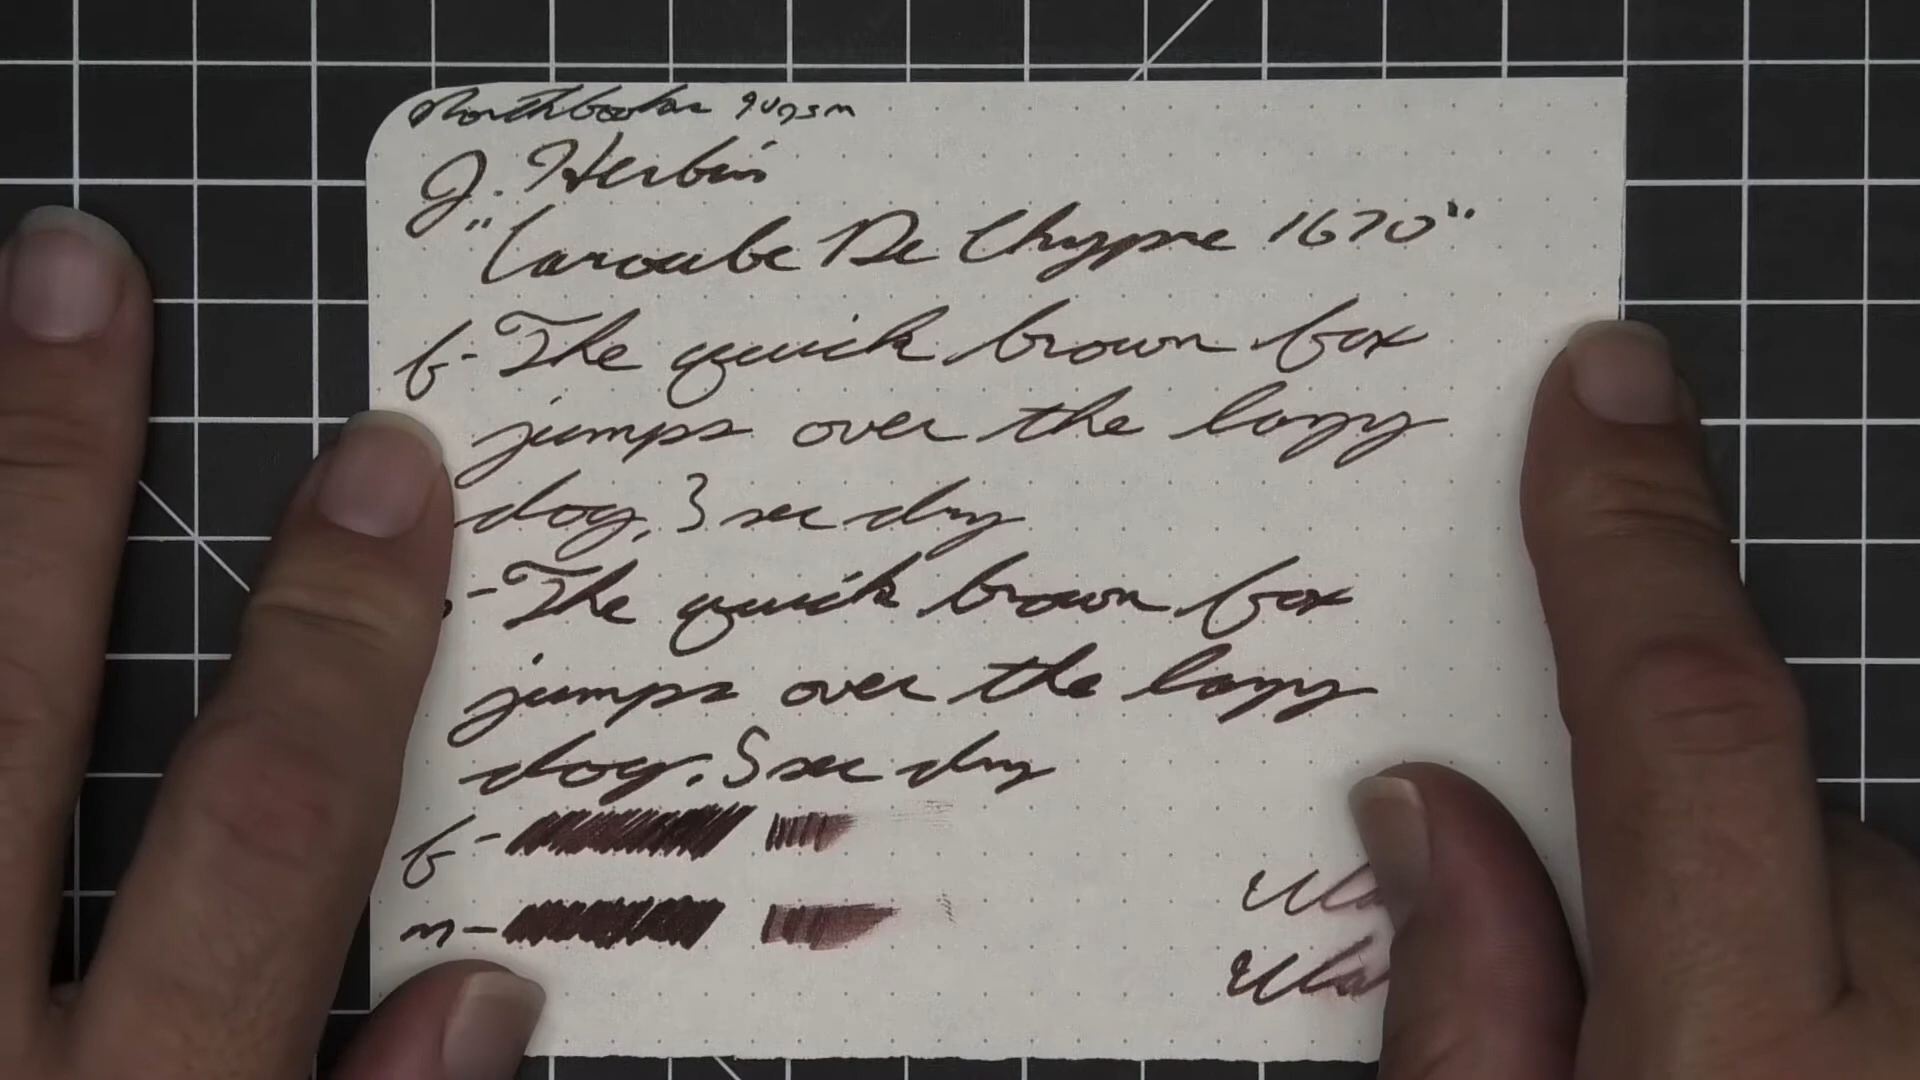 Northbooks 90gsm
J. Herbin
"Caroube De Chypre 1670"
f- The quick brown fox
jumps over the lazy
dog. 3 sec dry
- The quick brown fox
jumps over the lazy
dog. 5 sec dry
f-
m-